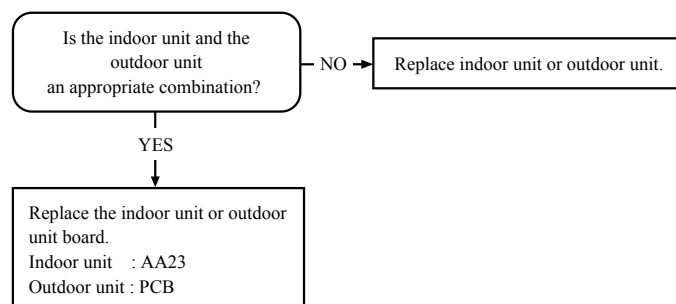 Is the indoor unit and the
outdoor unit
an appropriate combination?
NO
Replace indoor unit or outdoor unit.
YES
Replace the indoor unit or outdoor
unit board.
Indoor unit : AA23
Outdoor unit : PCB